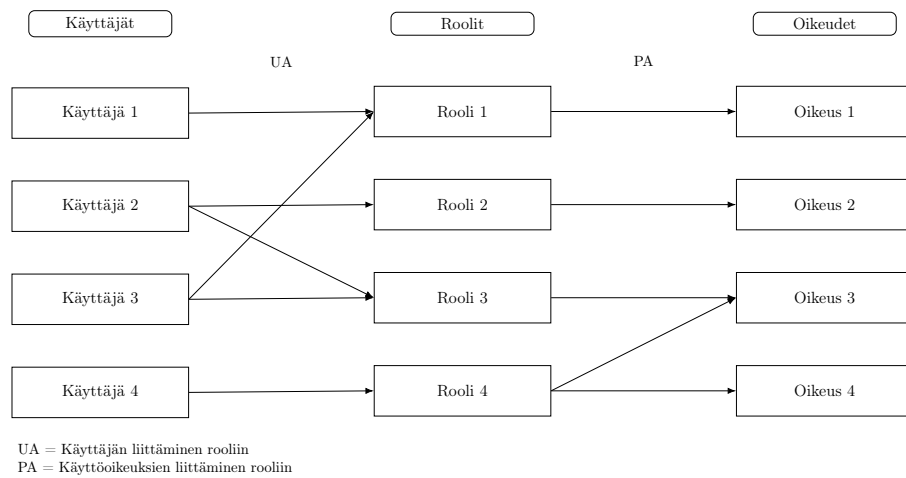 Käyttäjät Roolit Oikeudet
UA PA
Käyttäjä 1 Rooli 1 Oikeus 1
Käyttäjä 2 Rooli 2 Oikeus 2
Käyttäjä 3 Rooli 3 Oikeus 3
Käyttäjä 4 Rooli 4 Oikeus 4
UA = Käyttäjän liittäminen rooliin
PA = Käyttöoikeuksien liittäminen rooliin